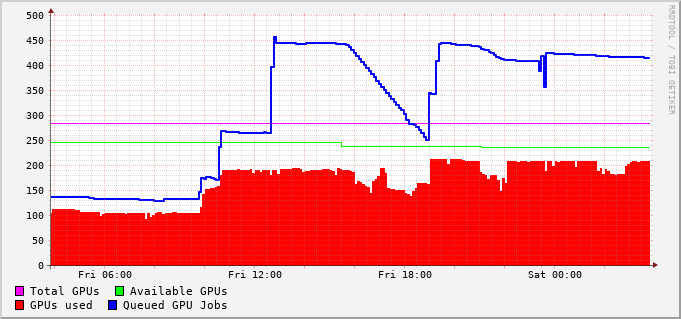 500
450
400
350
300
250
200
150
100
50
0
Fri 06:00 Fri 12:00 Fri 18:00 Sat 00:00
Total GPUs Available GPUs
GPUs used Queued GPU Jobs
RRDTOOL / TOBI OETIKER